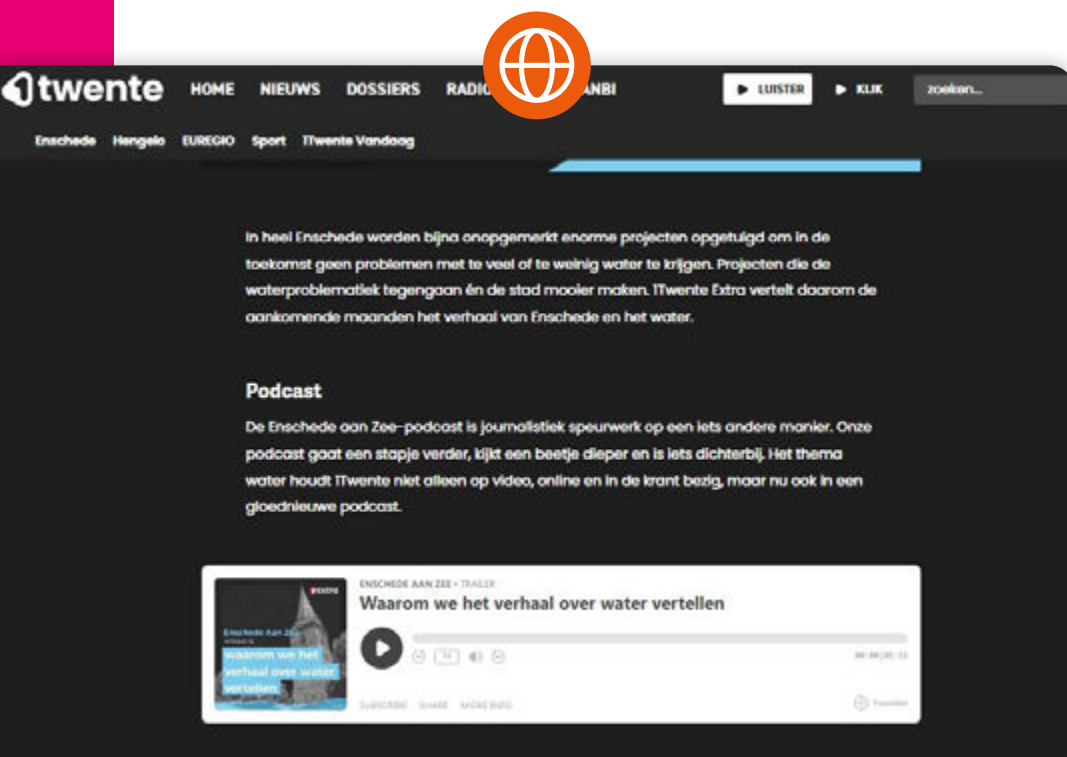 1twente HOME NIEUWS DOSSIERS RADIO ANBI LUISTER KIJK zoeken...
Enschede Hengelo EUREGIO Sport 1Twente Vandaag
In heel Enschede worden bijna onopgemerkt enorme projecten opgetuigd om in de
toekomst geen problemen met te veel of te weinig water te krijgen. Projecten die de
waterproblematiek tegengaan én de stad mooier maken. 1Twente Extra vertelt daarom de
aankomende maanden het verhaal van Enschede en het water.
Podcast
De Enschede aan Zee-podcast is journalistiek speurwerk op een iets andere manier. Onze
podcast gaat een stapje verder, kijkt een beetje dieper en is iets dichterbij. Het thema
water houdt 1Twente niet alleen op video, online en in de krant bezig, maar nu ook in een
gloednieuwe podcast.
ENSCHEDE AAN ZEE • TRAILER
Waarom we het verhaal over water vertellen
Enschede Aan Zee
waarom we het
verhaal over water
vertellen
SUBSCRIBE SHARE MORE INFO